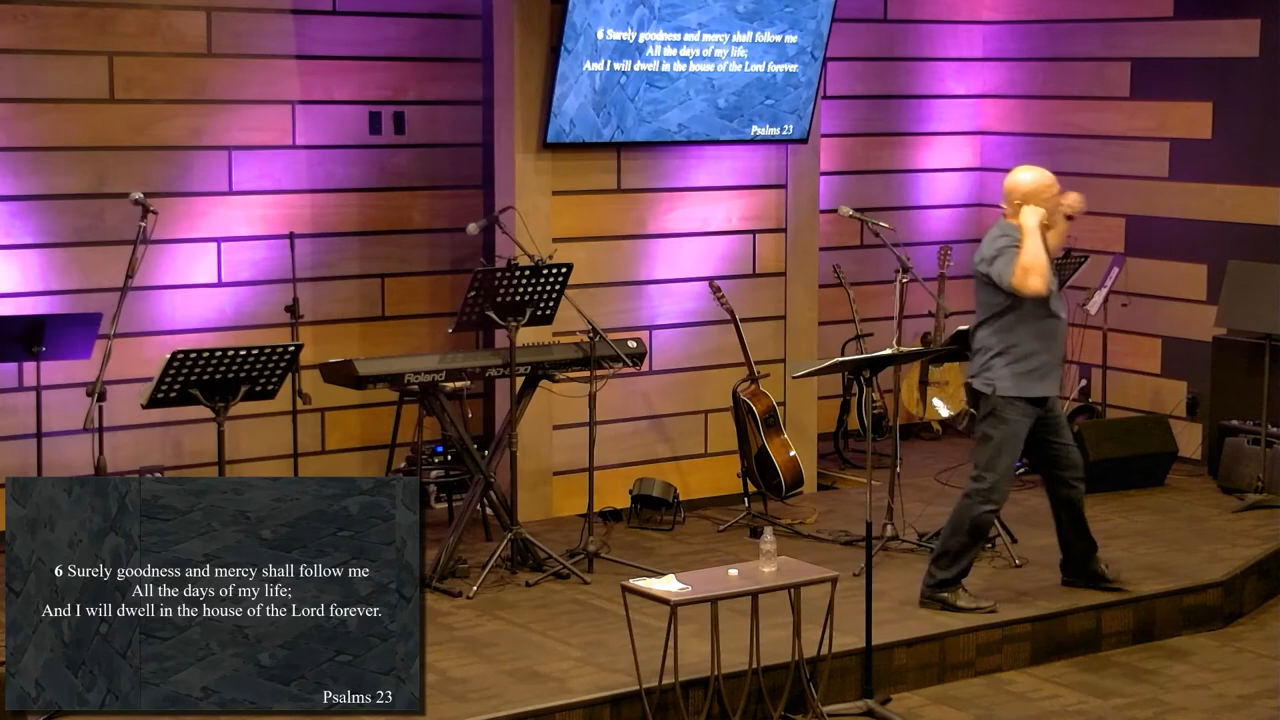 6 Surely goodness and mercy shall follow me
All the days of my life;
And I will dwell in the house of the Lord forever.
Psalms 23
Roland
RD-800
6 Surely goodness and mercy shall follow me
All the days of my life;
And I will dwell in the house of the Lord forever.
Psalms 23